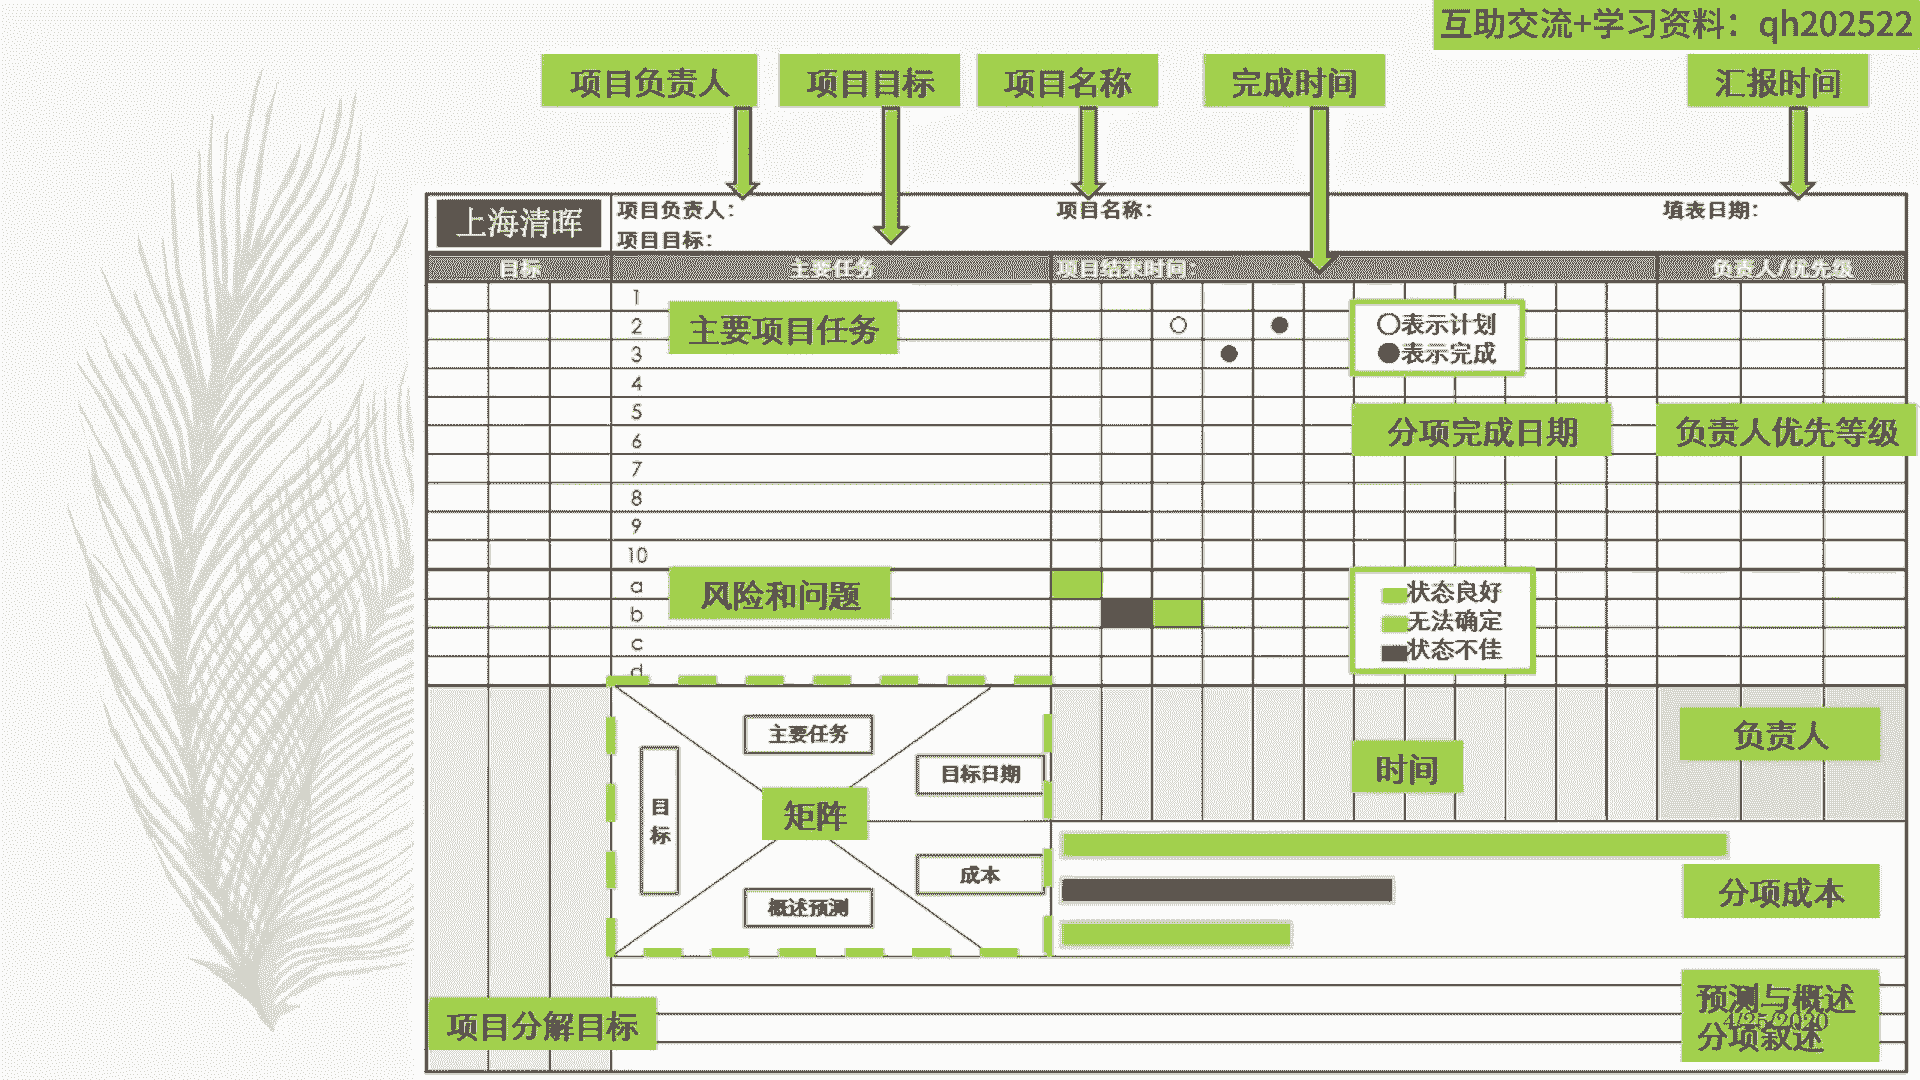 互助交流+学习资料：qh202522
项目负责人
项目目标
项目名称
完成时间
汇报时间
上海清晖
项目负责人：
项目名称：
填表日期：
项目目标：
目标
主要任务
项目结束时间：
负责人/优先级
1
主要项目任务
2
○表示计划
3
●表示完成
4
5
分项完成日期
负责人优先等级
6
7
8
9
10
a
风险和问题
状态良好
b
无法确定
c
状态不佳
d
主要任务
负责人
目标日期
时间
目标
矩阵
成本
分项成本
概述预测
预测与概述
4/25/2020
项目分解目标
分项叙述